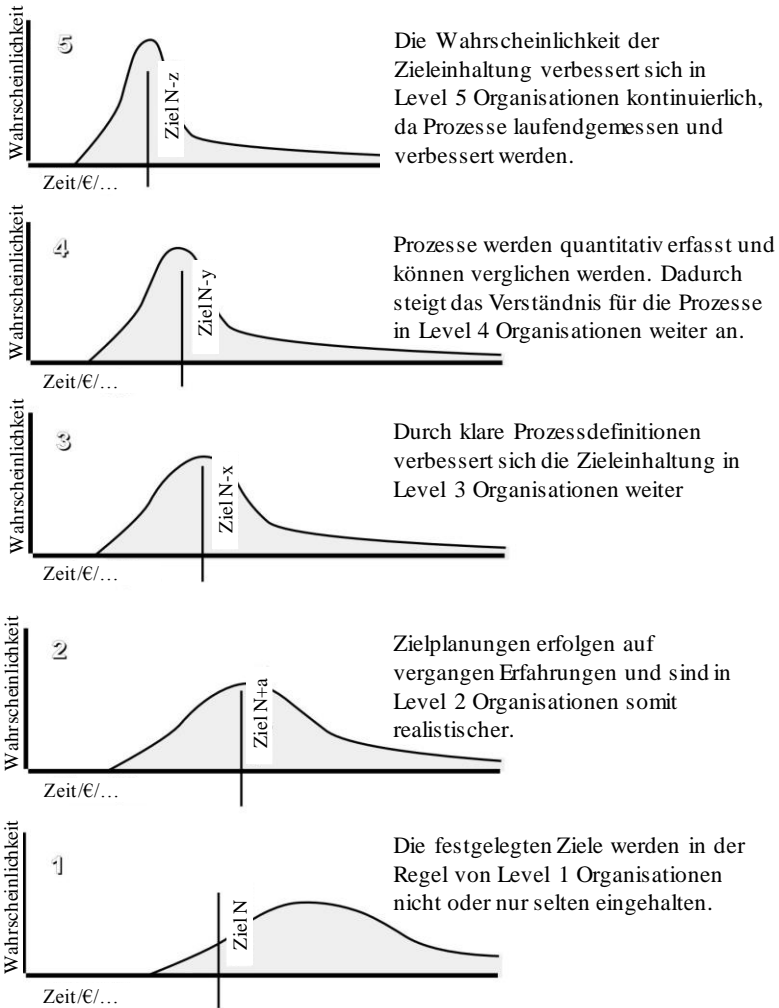 Wahrscheinlichkeit
5
Ziel N-z
Zeit/€/…
Die Wahrscheinlichkeit der
Zieleinhaltung verbessert sich in
Level 5 Organisationen kontinuierlich,
da Prozesse laufendgemessen und
verbessert werden.
Wahrscheinlichkeit
4
Ziel N-y
Zeit/€/…
Prozesse werden quantitativ erfasst und
können verglichen werden. Dadurch
steigt das Verständnis für die Prozesse
in Level 4 Organisationen weiter an.
Wahrscheinlichkeit
3
Ziel N-x
Zeit/€/…
Durch klare Prozessdefinitionen
verbessert sich die Zieleinhaltung in
Level 3 Organisationen weiter
Wahrscheinlichkeit
2
Ziel N+a
Zeit/€/…
Zielplanungen erfolgen auf
vergangen Erfahrungen und sind in
Level 2 Organisationen somit
realistischer.
Wahrscheinlichkeit
1
Ziel N
Zeit/€/…
Die festgelegten Ziele werden in der
Regel von Level 1 Organisationen
nicht oder nur selten eingehalten.